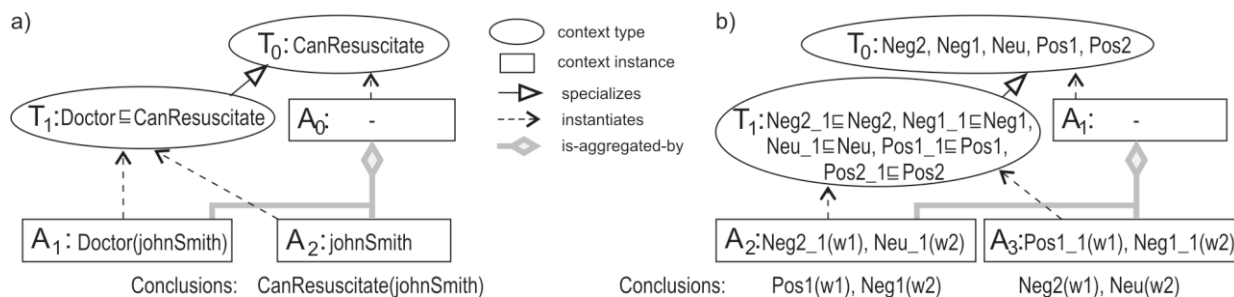 a)
T0: CanResuscitate
T1:Doctor⊑CanResuscitate
A0: -
A1: Doctor(johnSmith)
A2: johnSmith
Conclusions: CanResuscitate(johnSmith)
context type
context instance
specializes
instantiates
is-aggregated-by
b)
T0: Neg2, Neg1, Neu, Pos1, Pos2
T1:Neg2_1⊑Neg2, Neg1_1⊑Neg1,
Neu_1⊑Neu, Pos1_1⊑Pos1,
Pos2_1⊑Pos2
A1: -
A2: Neg2_1(w1), Neu_1(w2)
A3:Pos1_1(w1), Neg1_1(w2)
Conclusions: Pos1(w1), Neg1(w2) Neg2(w1), Neu(w2)